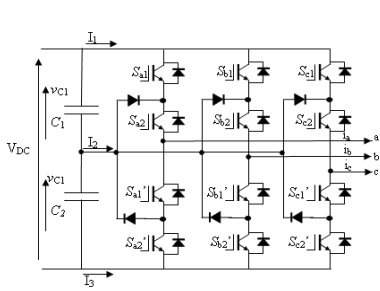 I1
Sa1 Sb1 Sc1
vC1
C1
Sa2 Sb2 Sc2
VDC
I2
ia a
ib b
ic c
vC1
C2
Sa1' Sb1' Sc1'
Sa2' Sb2' Sc2'
I3